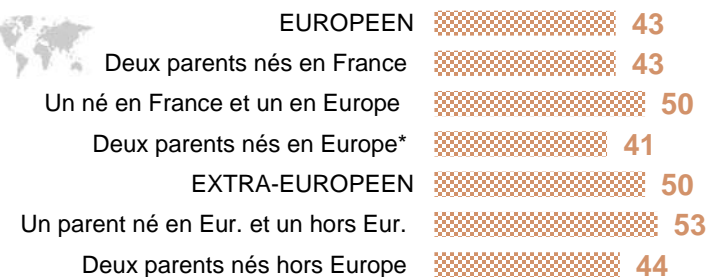 EUROPEEN 43
Deux parents nés en France 43
Un né en France et un en Europe 50
Deux parents nés en Europe* 41
EXTRA-EUROPEEN 50
Un parent né en Eur. et un hors Eur. 53
Deux parents nés hors Europe 44